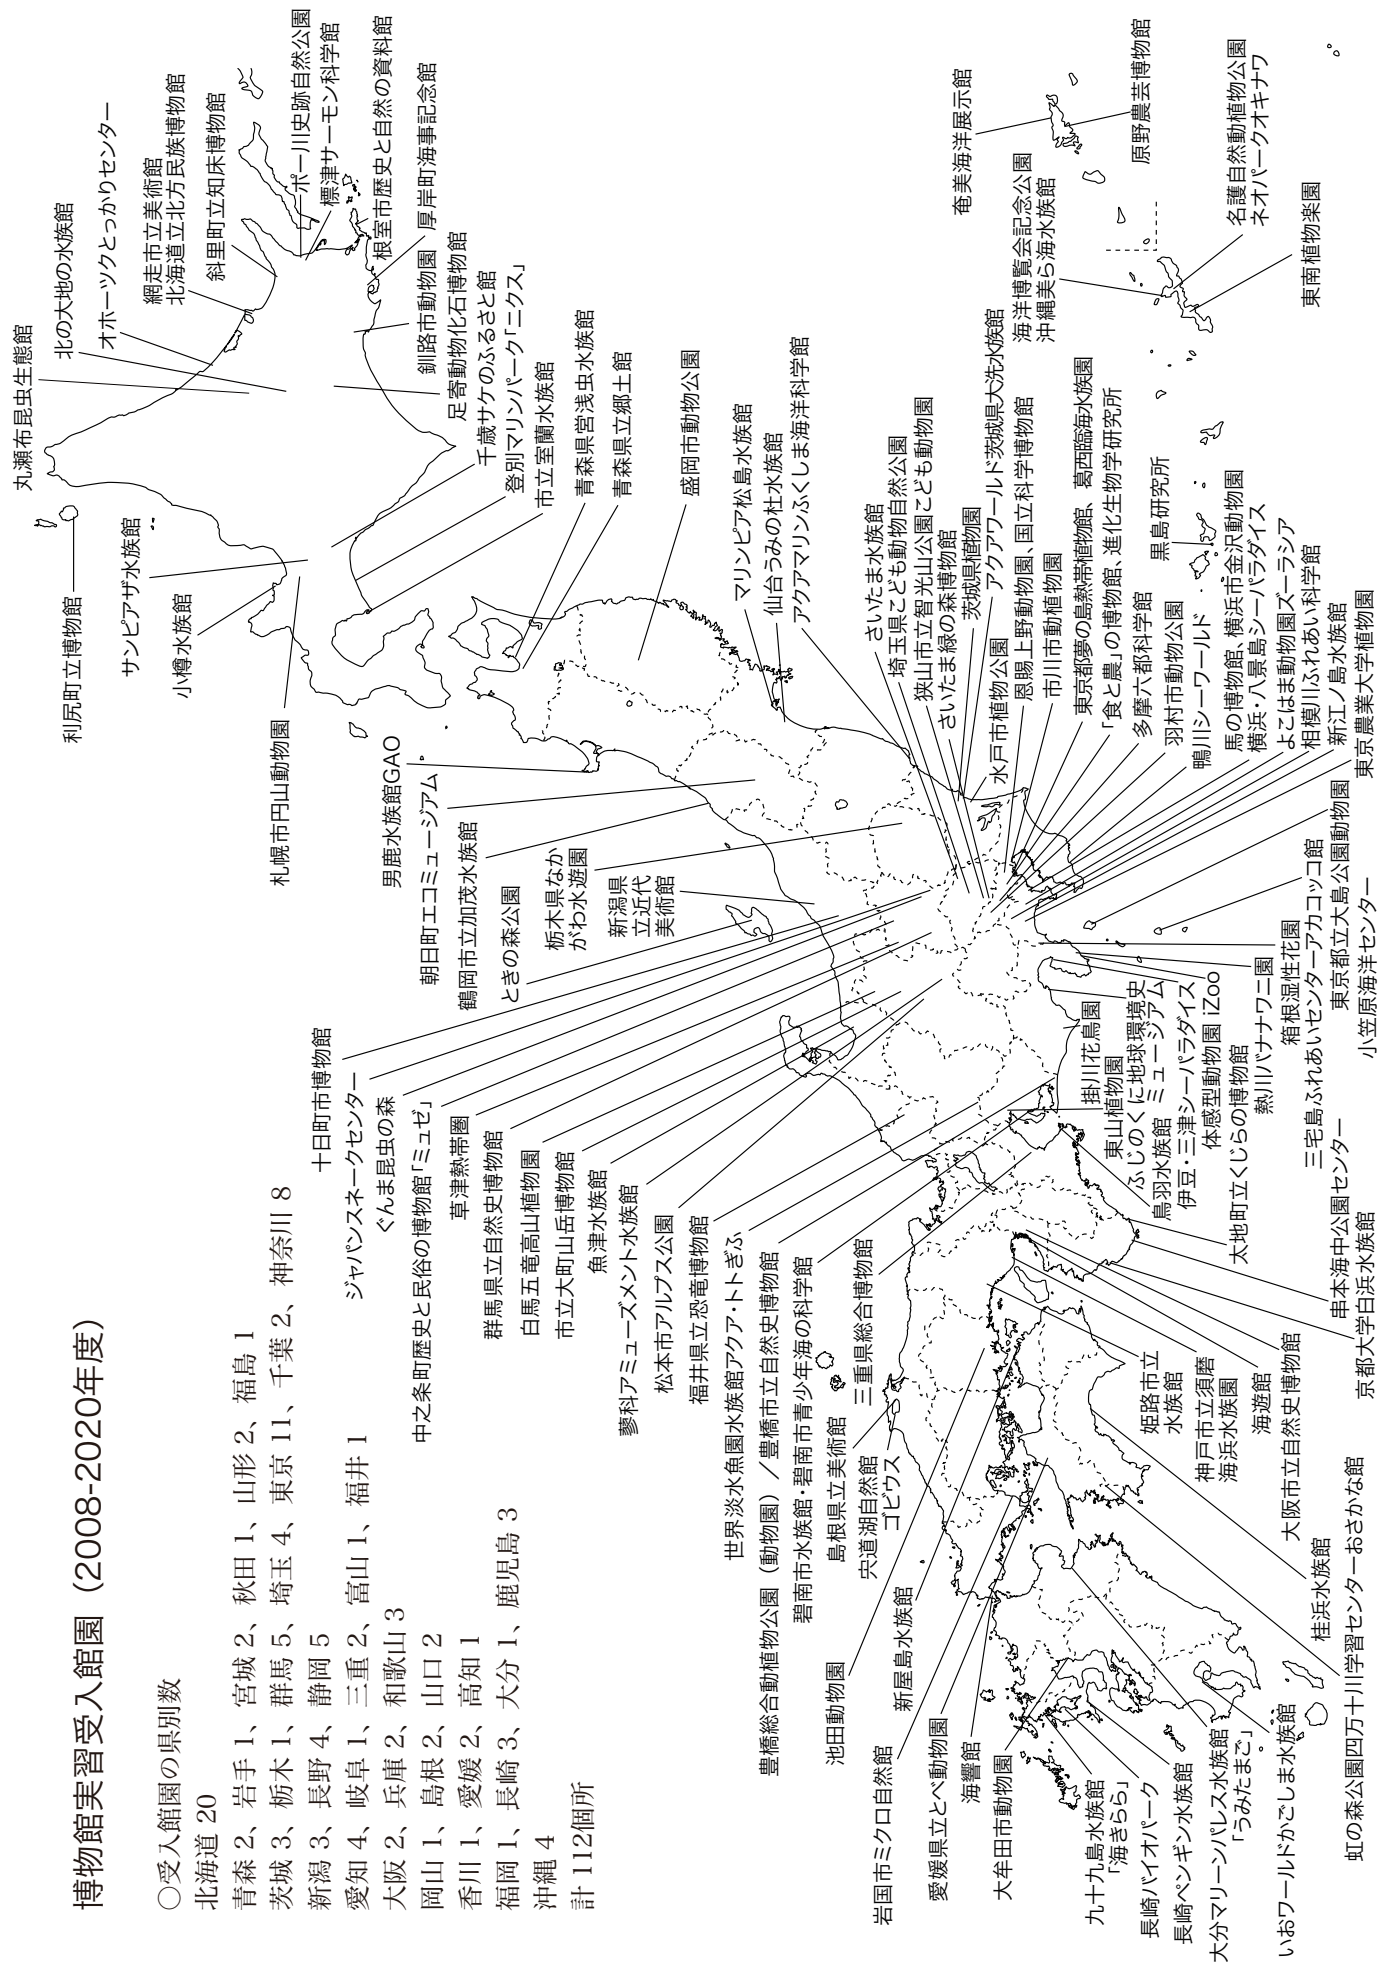 博物館実習受入館園（2008-2020年度）
○受入館園の県別数
北海道 20
青森 2、岩手 1、宮城 2、秋田 1、山形 2、福島 1
茨城 3、栃木 1、群馬 5、埼玉 4、東京 11、千葉 2、神奈川 8
新潟 3、長野 4、静岡 5
愛知 4、岐阜 1、三重 2、富山 1、福井 1
大阪 2、兵庫 2、和歌山 3
岡山 1、島根 2、山口 2
香川 1、愛媛 2、高知 1
福岡 1、長崎 3、大分 1、鹿児島 3
沖縄 4
計 112個所
丸瀬布昆虫生態館
北の大地の水族館
オホーツクとっかりセンター
網走市立美術館
北海道立北方民族博物館
斜里町立知床博物館
ポー川史跡自然公園
標津サーモン科学館
根室市歴史と自然の資料館
厚岸町海事記念館
釧路市動物園
足寄動物化石博物館
千歳サケのふるさと館
登別マリンパーク「ニクス」
市立室蘭水族館
利尻町立博物館
サンピアザ水族館
小樽水族館
札幌市円山動物園
青森県営浅虫水族館
青森県立郷土館
盛岡市動物公園
マリンピア松島水族館
仙台うみの杜水族館
アクアマリンふくしま海洋科学館
男鹿水族館GAO
朝日町エコミュージアム
鶴岡市立加茂水族館
ときの森公園
栃木県なか
がわ水遊園
新潟県
立近代
美術館
さいたま水族館
埼玉県こども動物自然公園
狭山市立智光山公園こども動物園
さいたま緑の森博物館
茨城県植物園
アクアワールド茨城県大洗水族館
水戸市植物公園
恩賜上野動物園、国立科学博物館
市川市動植物園
東京都夢の島熱帯植物館、葛西臨海水族園
「食と農」の博物館、進化生物学研究所
多摩六都科学館
羽村市動物公園
鴨川シーワールド
馬の博物館、横浜市金沢動物園
横浜・八景島シーパラダイス
よこはま動物園ズーラシア
相模川ふれあい科学館
新江ノ島水族館
東京農業大学植物園
奄美海洋展示館
原野農芸博物館
海洋博覧会記念公園
沖縄美ら海水族館
名護自然動植物公園
ネオパークオキナワ
東南植物楽園
黒島研究所
十日町市博物館
ジャパンスネークセンター
ぐんま昆虫の森
中之条町歴史と民俗の博物館「ミュゼ」
草津熱帯圏
群馬県立自然史博物館
白馬五竜高山植物園
市立大町山岳博物館
魚津水族館
蓼科アミューズメント水族館
松本市アルプス公園
福井県立恐竜博物館
世界淡水魚園水族館アクア・トトぎふ
豊橋総合動植物公園（動物園）／豊橋市立自然史博物館
碧南市水族館・碧南市青少年海の科学館
三重県総合博物館
島根県立美術館
宍道湖自然館
ゴビウス
池田動物園
新屋島水族館
岩国市ミクロ自然館
愛媛県立とべ動物園
海響館
大牟田市動物園
九十九島水族館
「海きらら」
長崎バイオパーク
長崎ペンギン水族館
大分マリーンパレス水族館
「うみたまご」
いおワールドかごしま水族館
虹の森公園四万十川学習センターおさかな館
桂浜水族館
大阪市立自然史博物館
海遊館
神戸市立須磨
海浜水族園
姫路市立
水族館
京都大学白浜水族館
串本海中公園センター
太地町立くじらの博物館
鳥羽水族館
東山植物園
掛川花鳥園
ふじのくに地球環境史
ミュージアム
伊豆・三津シーパラダイス
体感型動物園 iZoo
熱川バナナワニ園
箱根湿性花園
三宅島ふれあいセンターアカコッコ館
東京都立大島公園動物園
小笠原海洋センター